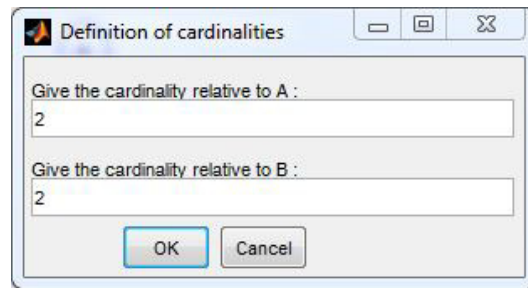 Definition of cardinalities
Give the cardinality relative to A :
2
Give the cardinality relative to B :
2
OK Cancel